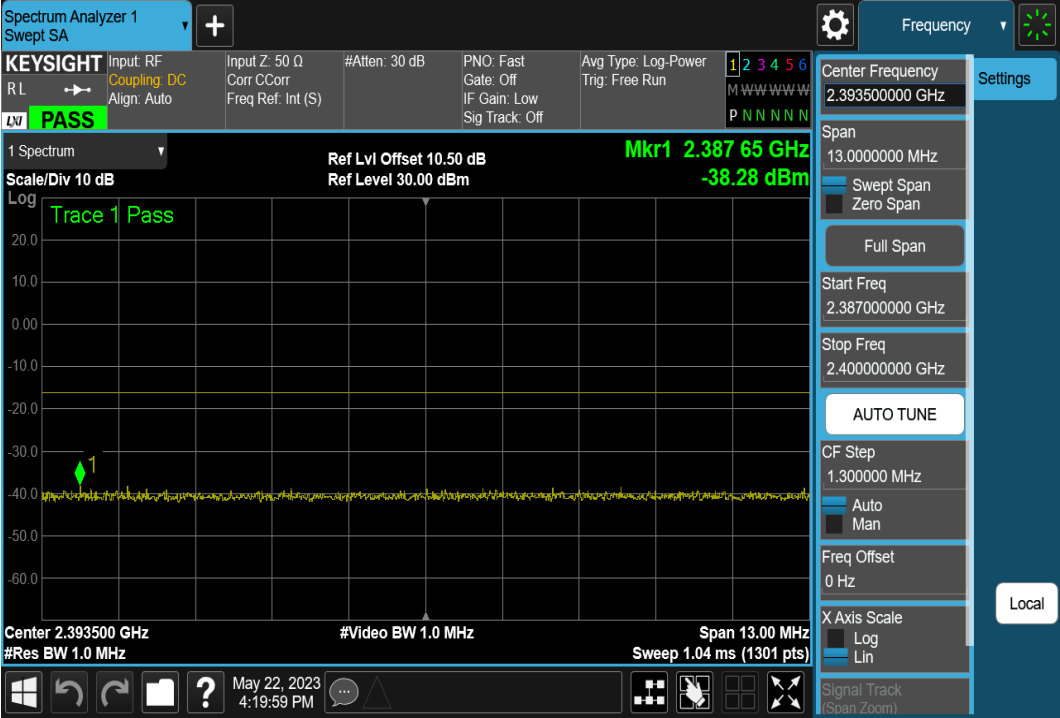 Spectrum Analyzer 1
Swept SA
+
Frequency
KEYSIGHT
R L
LXI
PASS
Input: RF
Coupling: DC
Align: Auto
Input Z: 50 Ω
Corr CCorr
Freq Ref: Int (S)
#Atten: 30 dB
PNO: Fast
Gate: Off
IF Gain: Low
Sig Track: Off
Avg Type: Log-Power
Trig: Free Run
1 2 3 4 5 6
M W W W W W
P N N N N N
1 Spectrum
Scale/Div 10 dB
Ref Lvl Offset 10.50 dB
Ref Level 30.00 dBm
Mkr1 2.387 65 GHz
-38.28 dBm
Log
Trace 1 Pass
20.0
10.0
0.00
-10.0
-20.0
-30.0
1
-40.0
-50.0
-60.0
Center 2.393500 GHz
#Video BW 1.0 MHz
Span 13.00 MHz
#Res BW 1.0 MHz
Sweep 1.04 ms (1301 pts)
Center Frequency
2.393500000 GHz
Settings
Span
13.0000000 MHz
Swept Span
Zero Span
Full Span
Start Freq
2.387000000 GHz
Stop Freq
2.400000000 GHz
AUTO TUNE
CF Step
1.300000 MHz
Auto
Man
Freq Offset
0 Hz
Local
X Axis Scale
Log
Lin
Signal Track
(Span Zoom)
?
May 22, 2023
4:19:59 PM